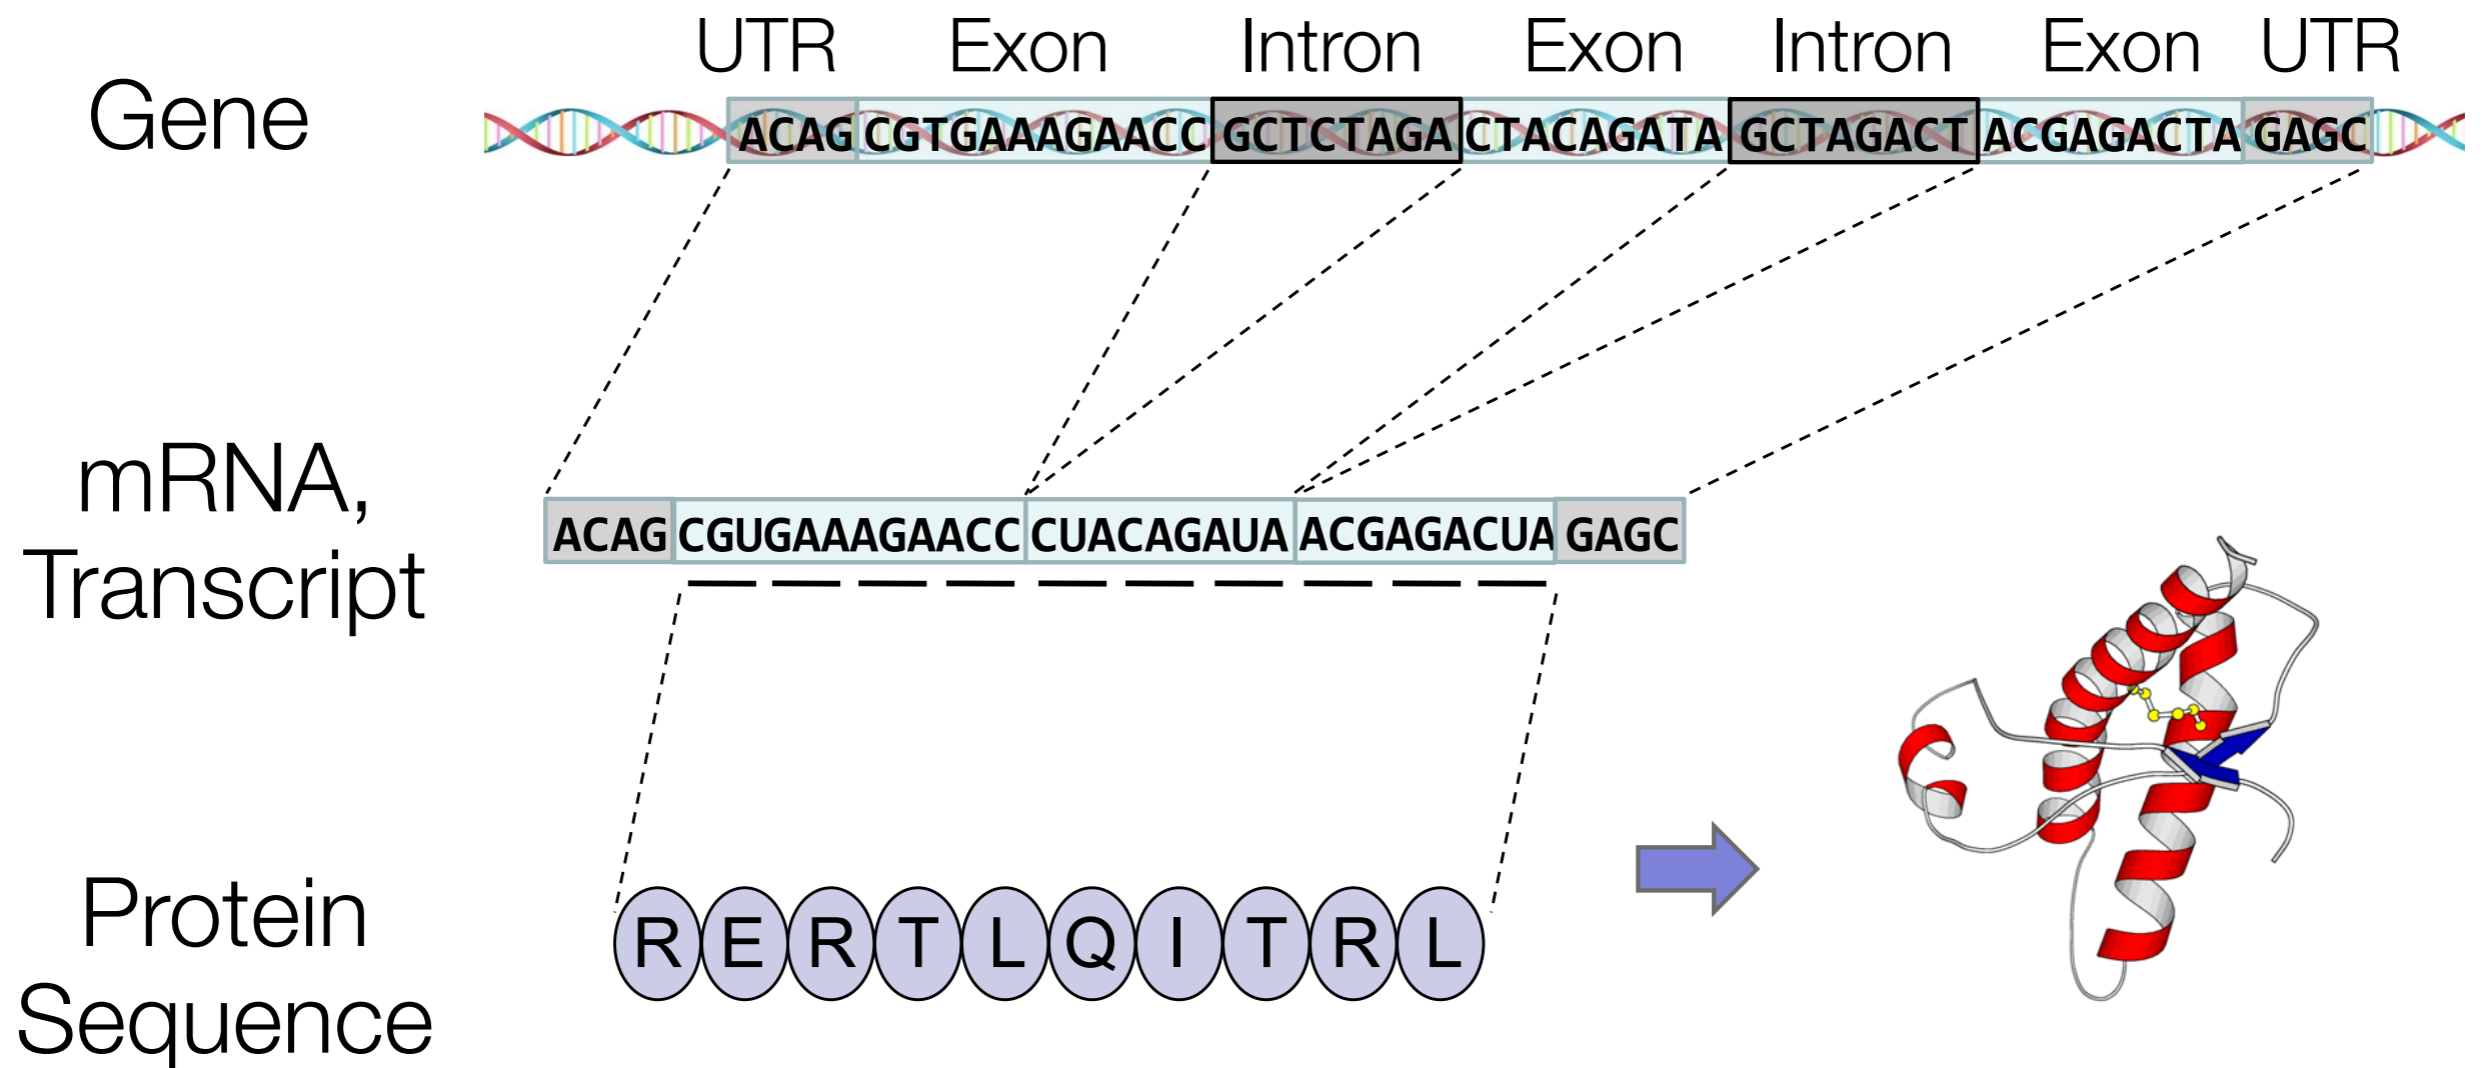 UTR Exon Intron Exon Intron Exon UTR
Gene
ACAG CGTGAAAGAACC GCTCTAGA CTACAGATA GCTAGACT ACGAGACTA GAGC
mRNA,
Transcript
ACAG CGUGAAAGAACC CUACAGAUA ACGAGACUA GAGC
Protein
Sequence
R E R T L Q I T R L